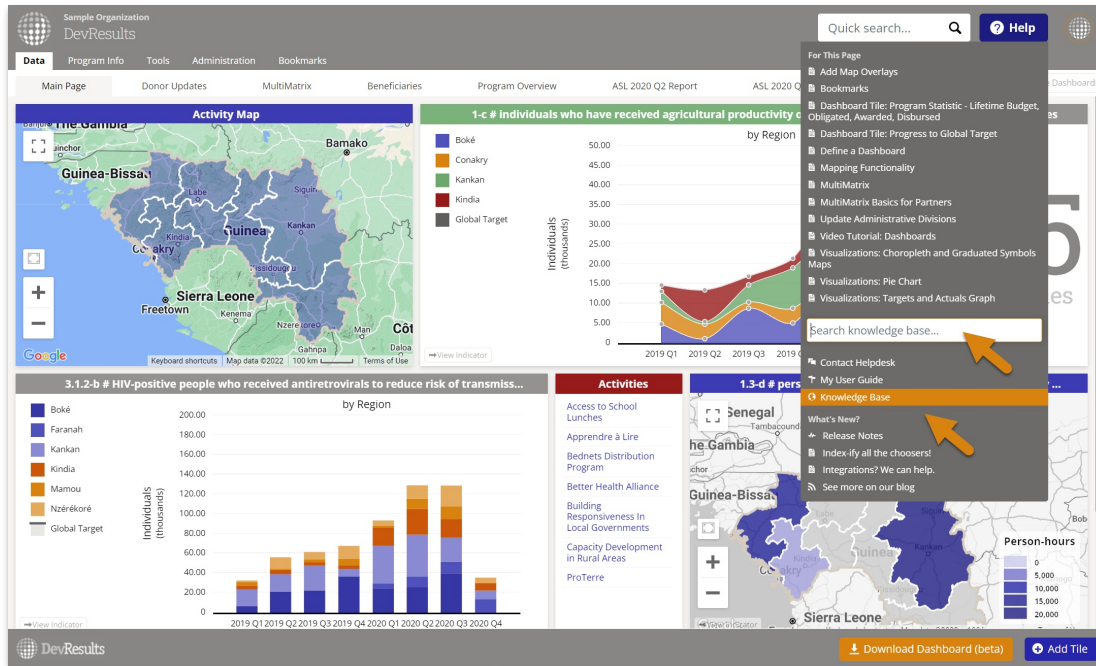 Sample Organization
DevResults
Quick search...
Help
Data
Program Info
Tools
Administration
Bookmarks
Main Page
Donor Updates
MultiMatrix
Beneficiaries
Program Overview
ASL 2020 Q2 Report
ASL 2020 Q
Dashboard
For This Page
Add Map Overlays
Bookmarks
Dashboard Tile: Program Statistic - Lifetime Budget,
Obligated, Awarded, Disbursed
Dashboard Tile: Progress to Global Target
Define a Dashboard
Mapping Functionality
MultiMatrix
MultiMatrix Basics for Partners
Update Administrative Divisions
Video Tutorial: Dashboards
Visualizations: Choropleth and Graduated Symbols
Maps
Visualizations: Pie Chart
Visualizations: Targets and Actuals Graph
Search knowledge base...
Contact Helpdesk
My User Guide
Knowledge Base
What's New?
Release Notes
Index-ify all the choosers!
Integrations? We can help.
See more on our blog
Activity Map
The Gambia
Bamako
Guinea-Bissau
Labe
Siguiri
Guinea
Kankan
Kindia
Conakry
Sierra Leone
Freetown
Kenema
Man
Gahnpa
Daloa
Google
Keyboard shortcuts
Map data ©2022
100 km
Terms of Use
1-c # individuals who have received agricultural productivity
by Region
Boké
Conakry
Kankan
Kindia
Global Target
Individuals
(thousands)
50.00
45.00
40.00
35.00
30.00
25.00
20.00
15.00
10.00
5.00
0
2019 Q1
2019 Q2
2019 Q3
2019
View Indicator
3.1.2-b # HIV-positive people who received antiretrovirals to reduce risk of transmiss...
by Region
Boké
Faranah
Kankan
Kindia
Mamou
Nzérékoré
Global Target
Individuals
(thousands)
200.00
180.00
160.00
140.00
120.00
100.00
80.00
60.00
40.00
20.00
0
2019 Q1 2019 Q2 2019 Q3 2019 Q4 2020 Q1 2020 Q2 2020 Q3 2020 Q4
View Indicator
Activities
Access to School
Lunches
Apprendre à Lire
Bednets Distribution
Program
Better Health Alliance
Building
Responsiveness In
Local Governments
Capacity Development
in Rural Areas
ProTerre
1.3-d # pers
Senegal
Tambacound
he Gambia
Guinea-Bissau
Guinea
Kankan
Sierra Leone
Freetown
Person-hours
0
5,000
10,000
15,000
20,000
DevResults
Download Dashboard (beta)
Add Tile